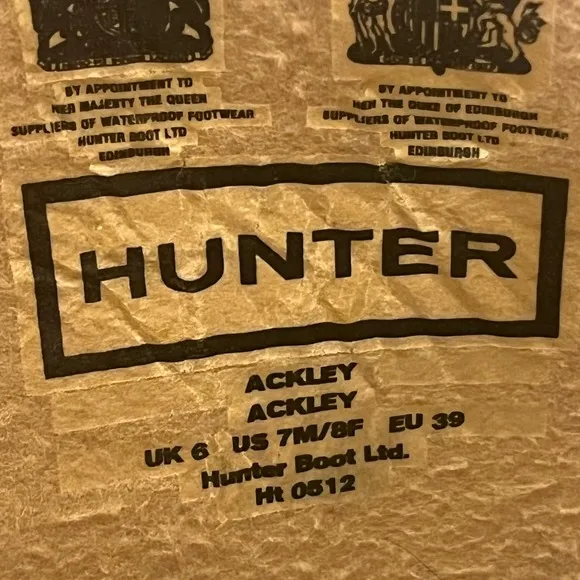 BY APPOINTMENT TO
HER MAJESTY THE QUEEN
SUPPLIERS OF WATERPROOF FOOTWEAR
HUNTER BOOT LTD
EDINBURGH
BY APPOINTMENT TO
HRH THE DUKE OF EDINBURGH
SUPPLIERS OF WATERPROOF FOOTWEAR
HUNTER BOOT LTD
EDINBURGH
HUNTER
ACKLEY
ACKLEY
UK 6 US 7M/8F EU 39
Hunter Boot Ltd.
Ht 0512